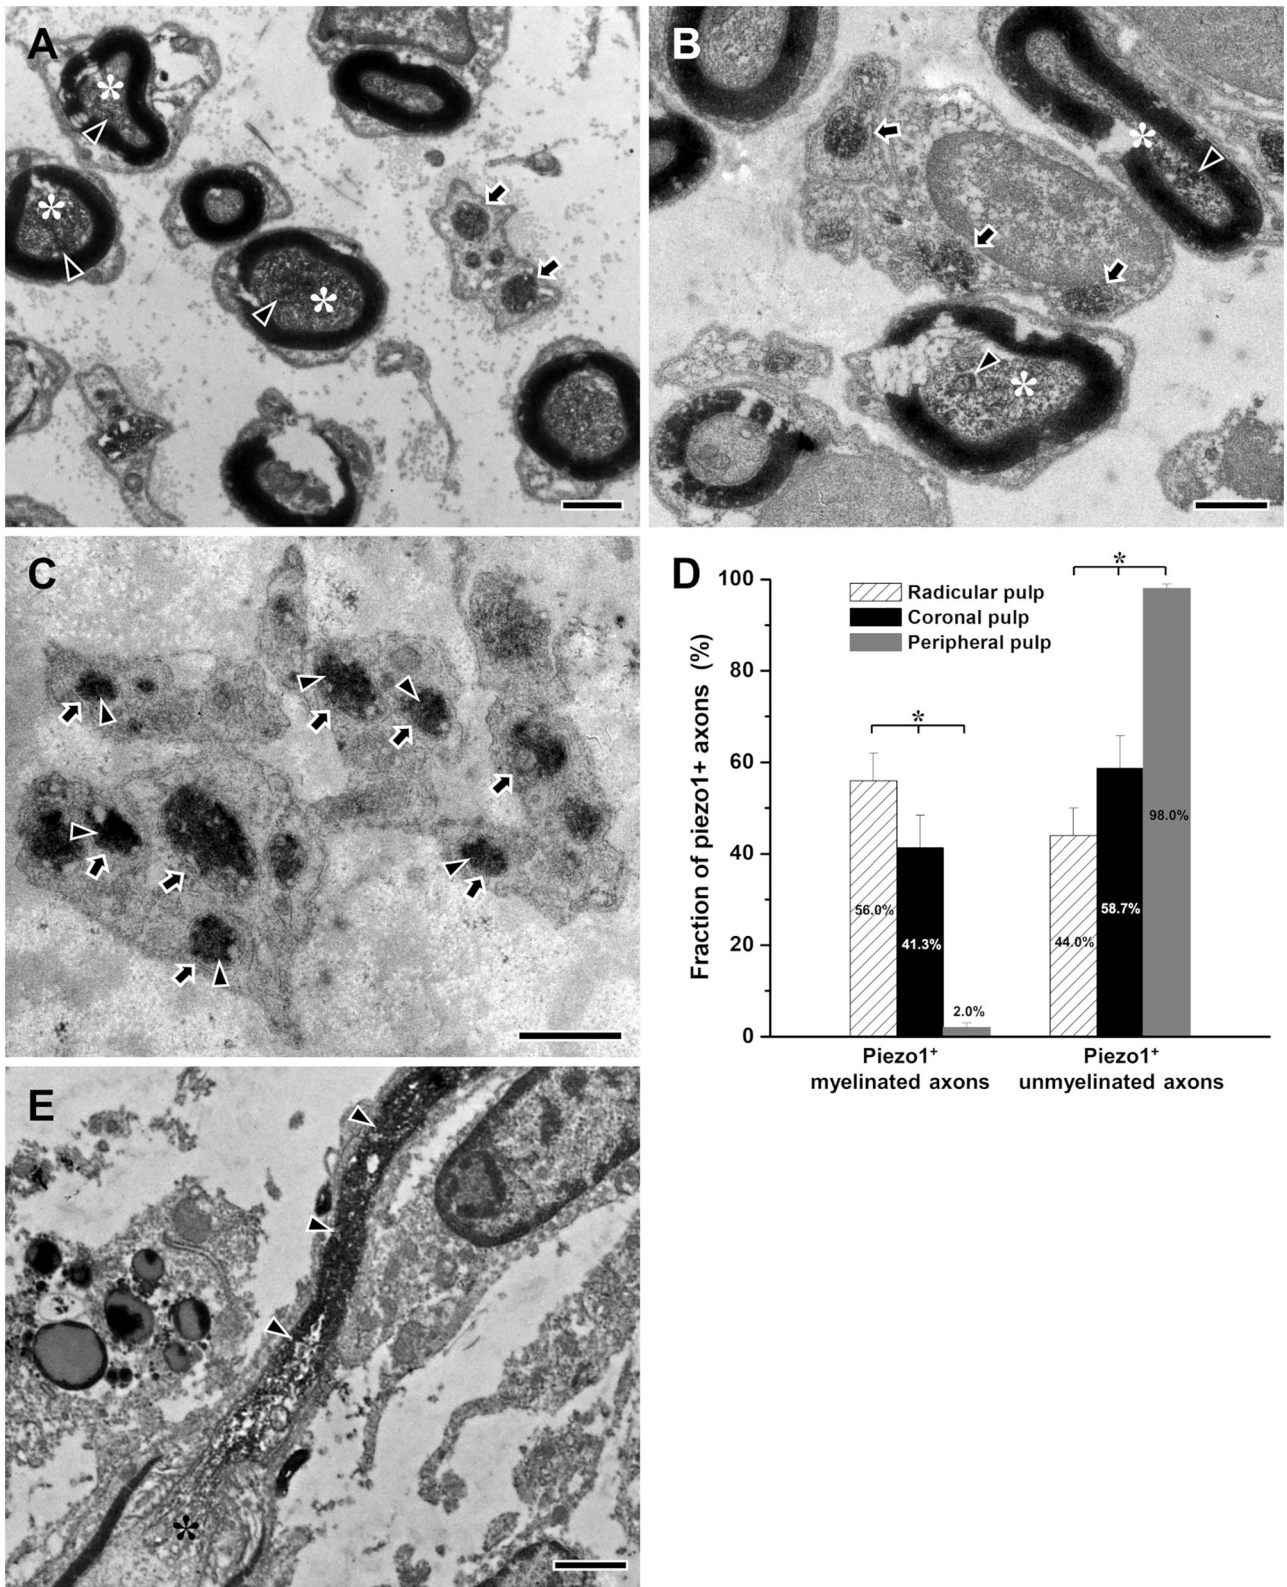 A
B
C
D
*
Radicular pulp
Coronal pulp
Peripheral pulp
Fraction of piezo1+ axons (%)
100
80
60
40
20
0
*
56.0%
41.3%
2.0%
44.0%
58.7%
98.0%
Piezo1+ myelinated axons
Piezo1+ unmyelinated axons
E